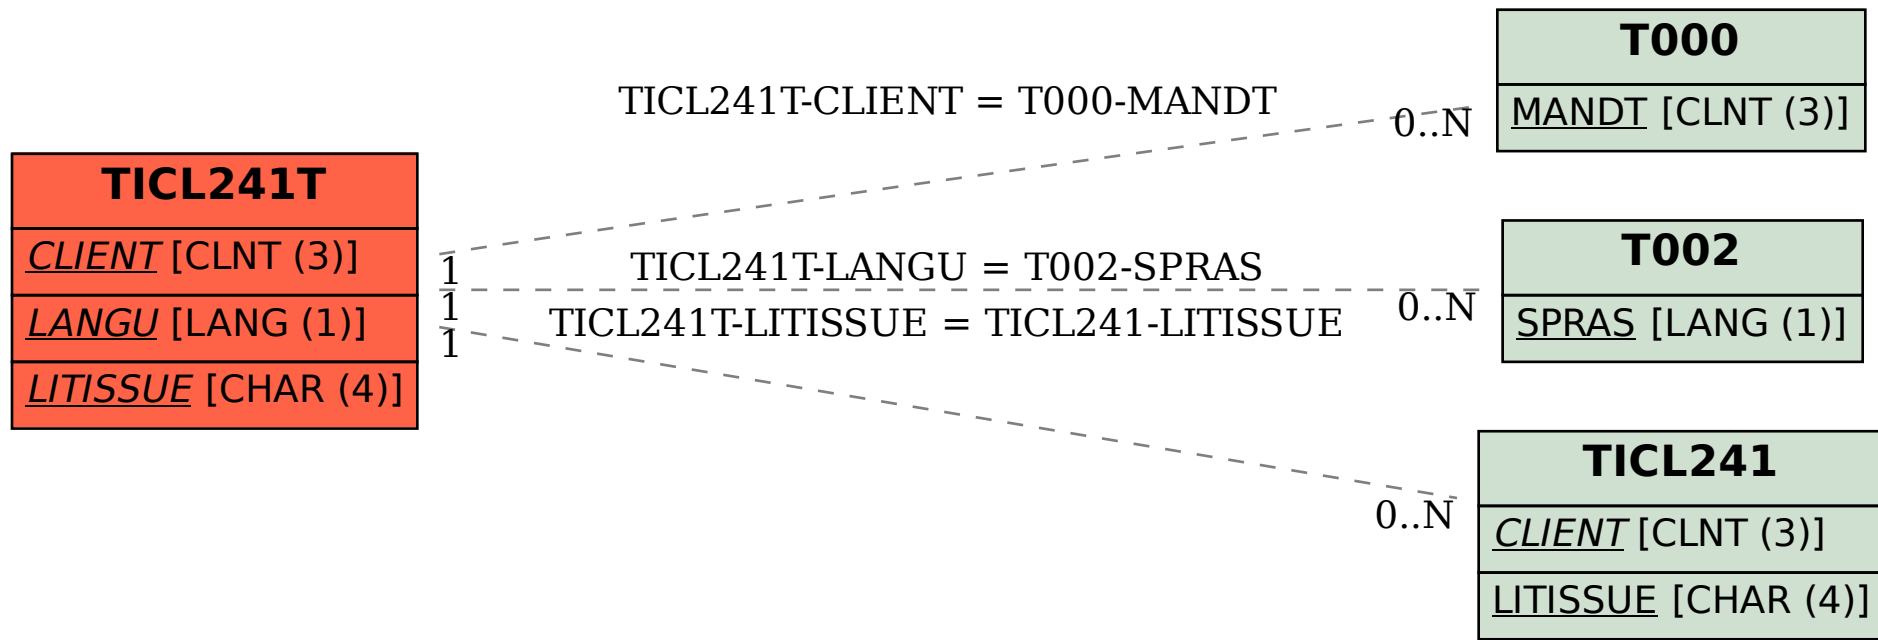 TICL241T
CLIENT [CLNT (3)]
LANGU [LANG (1)]
LITISSUE [CHAR (4)]
TICL241T-CLIENT = T000-MANDT
1
0..N
TICL241T-LANGU = T002-SPRAS
1
0..N
TICL241T-LITISSUE = TICL241-LITISSUE
1
0..N
T000
MANDT [CLNT (3)]
T002
SPRAS [LANG (1)]
TICL241
CLIENT [CLNT (3)]
LITISSUE [CHAR (4)]